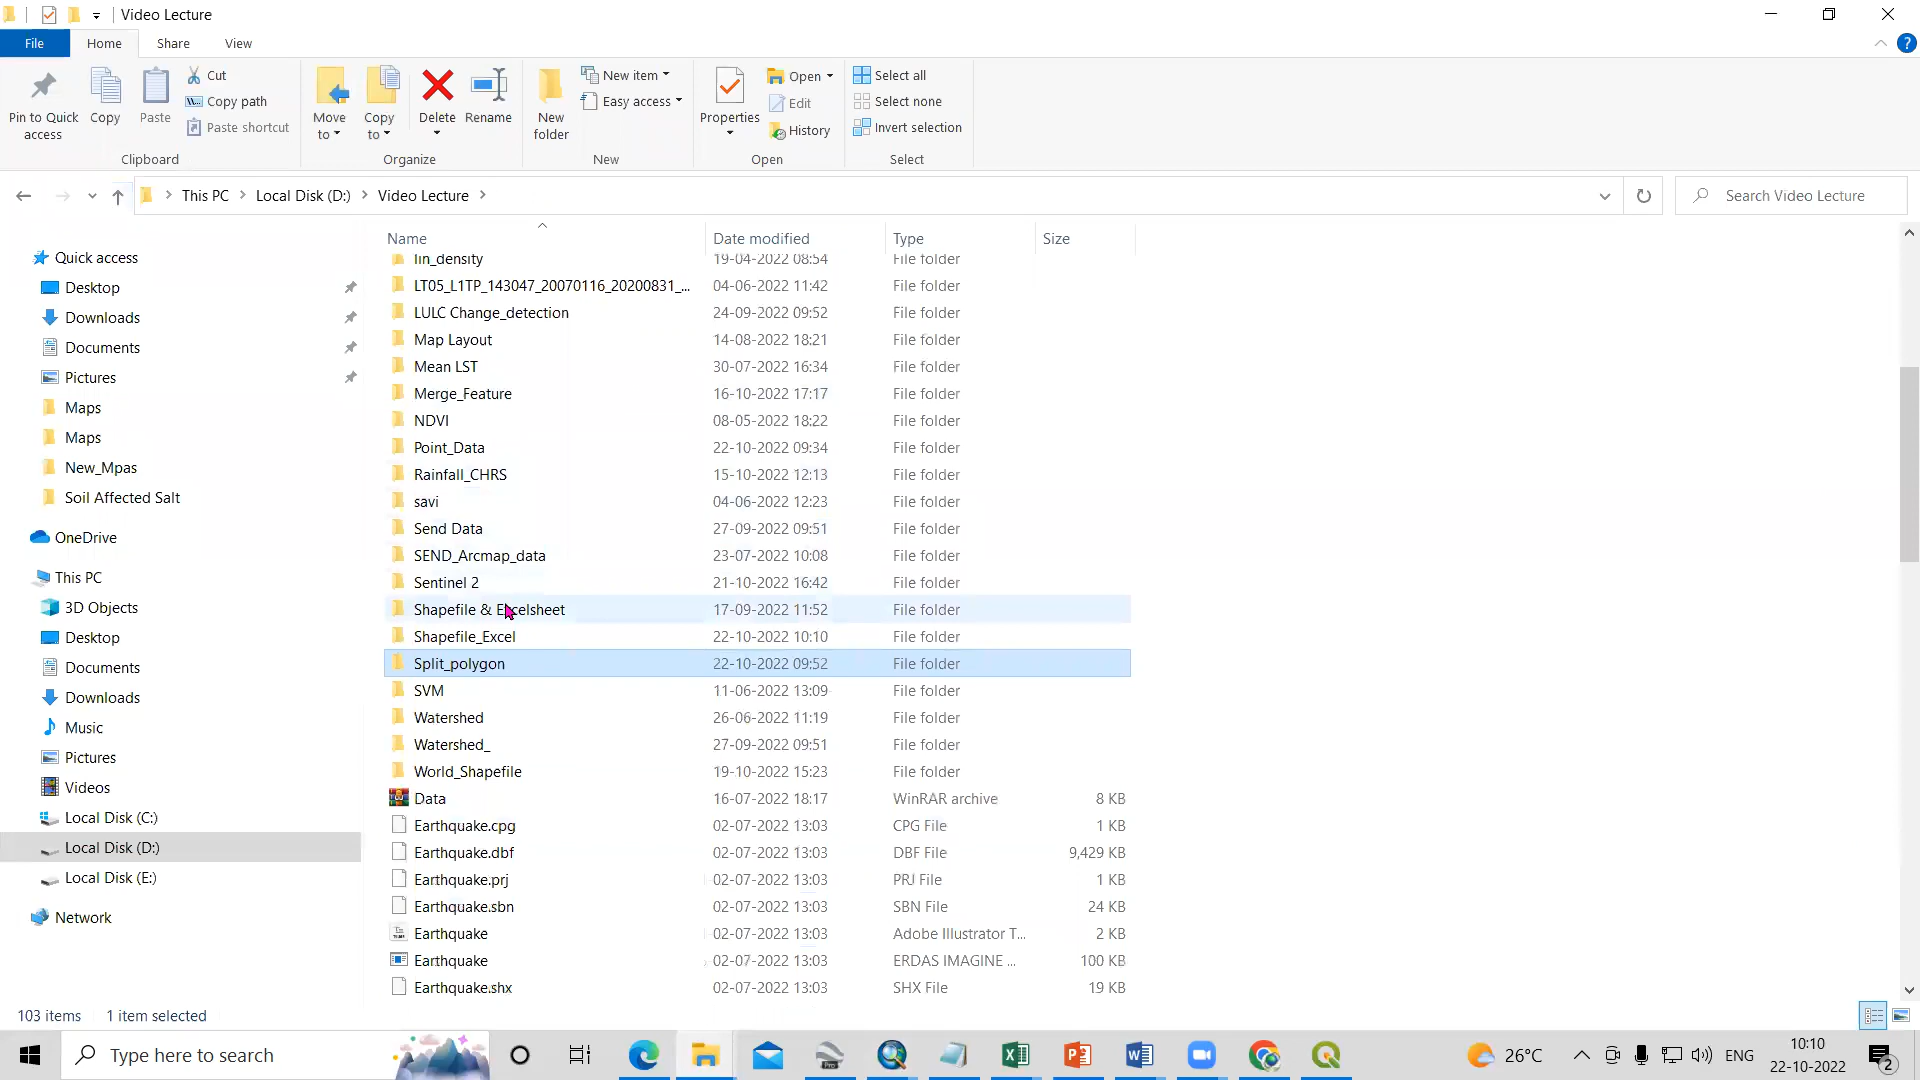 Video Lecture
File Home Share View
Pin to Quick access
Copy
Paste
Cut
Copy path
Paste shortcut
Clipboard
Move to
Copy to
Delete
Rename
Organize
New folder
New item
Easy access
New
Properties
Open
Edit
History
Open
Select all
Select none
Invert selection
Select
This PC Local Disk (D:) Video Lecture
Search Video Lecture
Quick access
Desktop
Downloads
Documents
Pictures
Maps
Maps
New_Mpas
Soil Affected Salt
OneDrive
This PC
3D Objects
Desktop
Documents
Downloads
Music
Pictures
Videos
Local Disk (C:)
Local Disk (D:)
Local Disk (E:)
Network
Name Date modified Type Size
lin_density 19-04-2022 08:54 File folder
LT05_L1TP_143047_20070116_20200831_... 04-06-2022 11:42 File folder
LULC Change_detection 24-09-2022 09:52 File folder
Map Layout 14-08-2022 18:21 File folder
Mean LST 30-07-2022 16:34 File folder
Merge_Feature 16-10-2022 17:17 File folder
NDVI 08-05-2022 18:22 File folder
Point_Data 22-10-2022 09:34 File folder
Rainfall_CHRS 15-10-2022 12:13 File folder
savi 04-06-2022 12:23 File folder
Send Data 27-09-2022 09:51 File folder
SEND_Arcmap_data 23-07-2022 10:08 File folder
Sentinel 2 21-10-2022 16:42 File folder
Shapefile & Excelsheet 17-09-2022 11:52 File folder
Shapefile_Excel 22-10-2022 10:10 File folder
Split_polygon 22-10-2022 09:52 File folder
SVM 11-06-2022 13:09 File folder
Watershed 26-06-2022 11:19 File folder
Watershed_ 27-09-2022 09:51 File folder
World_Shapefile 19-10-2022 15:23 File folder
Data 16-07-2022 18:17 WinRAR archive 8 KB
Earthquake.cpg 02-07-2022 13:03 CPG File 1 KB
Earthquake.dbf 02-07-2022 13:03 DBF File 9,429 KB
Earthquake.prj 02-07-2022 13:03 PRJ File 1 KB
Earthquake.sbn 02-07-2022 13:03 SBN File 24 KB
Earthquake 02-07-2022 13:03 Adobe Illustrator T... 2 KB
Earthquake 02-07-2022 13:03 ERDAS IMAGINE ... 100 KB
Earthquake.shx 02-07-2022 13:03 SHX File 19 KB
103 items 1 item selected
Type here to search
26°C
ENG
10:10
22-10-2022
2